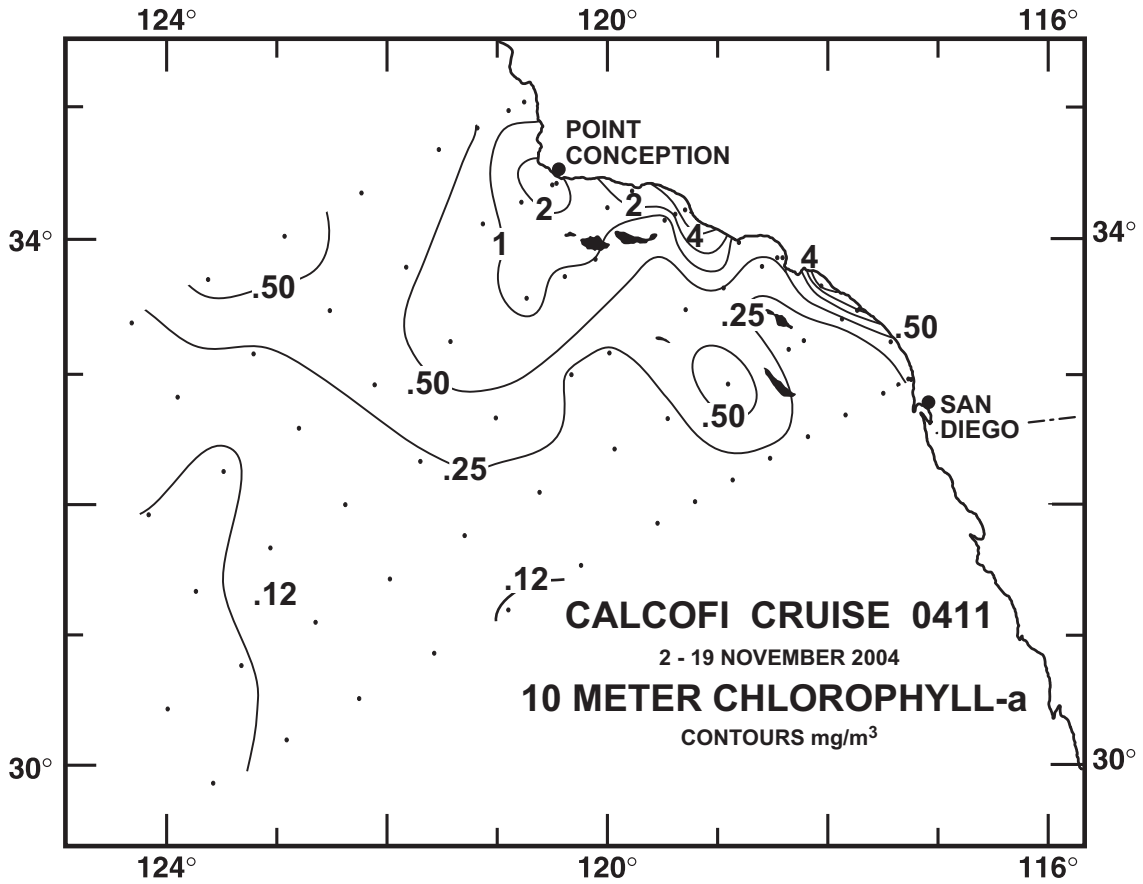 124° 120° 116°
POINT
CONCEPTION
2 2
34° 1 4 34°
4
.50
.25 .50
.50
.50
SAN
DIEGO
.25
.12 .12
CALCOFI CRUISE 0411
2 - 19 NOVEMBER 2004
10 METER CHLOROPHYLL-a
CONTOURS mg/m³
30° 30°
124° 120° 116°